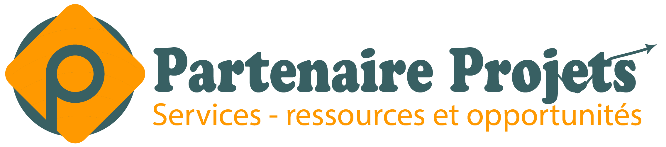 Partenaire Projets
Services - ressources et opportunités